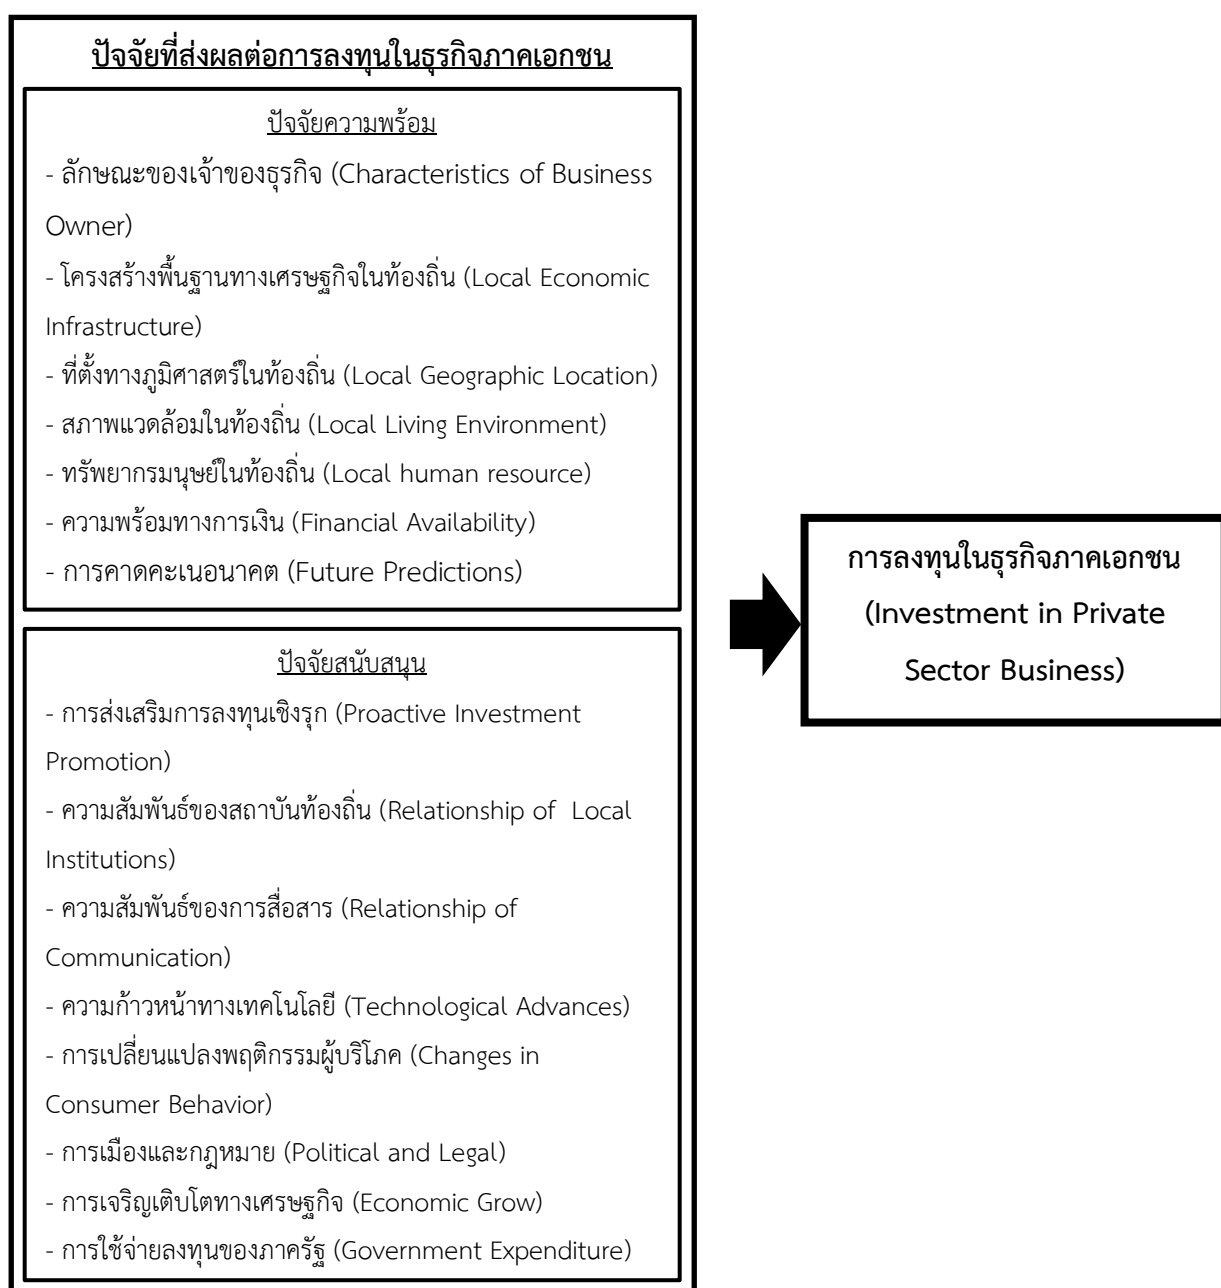 ปัจจัยที่ส่งผลต่อการลงทุนในธุรกิจภาคเอกชน
ปัจจัยความพร้อม
- ลักษณะของเจ้าของธุรกิจ (Characteristics of Business
Owner)
- โครงสร้างพื้นฐานทางเศรษฐกิจในท้องถิ่น (Local Economic
Infrastructure)
- ที่ตั้งทางภูมิศาสตร์ในท้องถิ่น (Local Geographic Location)
- สภาพแวดล้อมในท้องถิ่น (Local Living Environment)
- ทรัพยากรมนุษย์ในท้องถิ่น (Local human resource)
- ความพร้อมทางการเงิน (Financial Availability)
- การคาดคะเนอนาคต (Future Predictions)
ปัจจัยสนับสนุน
- การส่งเสริมการลงทุนเชิงรุก (Proactive Investment
Promotion)
- ความสัมพันธ์ของสถาบันท้องถิ่น (Relationship of  Local
Institutions)
- ความสัมพันธ์ของการสื่อสาร (Relationship of
Communication)
- ความก้าวหน้าทางเทคโนโลยี (Technological Advances)
- การเปลี่ยนแปลงพฤติกรรมผู้บริโภค (Changes in
Consumer Behavior)
- การเมืองและกฎหมาย (Political and Legal)
- การเจริญเติบโตทางเศรษฐกิจ (Economic Grow)
- การใช้จ่ายลงทุนของภาครัฐ (Government Expenditure)
การลงทุนในธุรกิจภาคเอกชน
(Investment in Private
Sector Business)